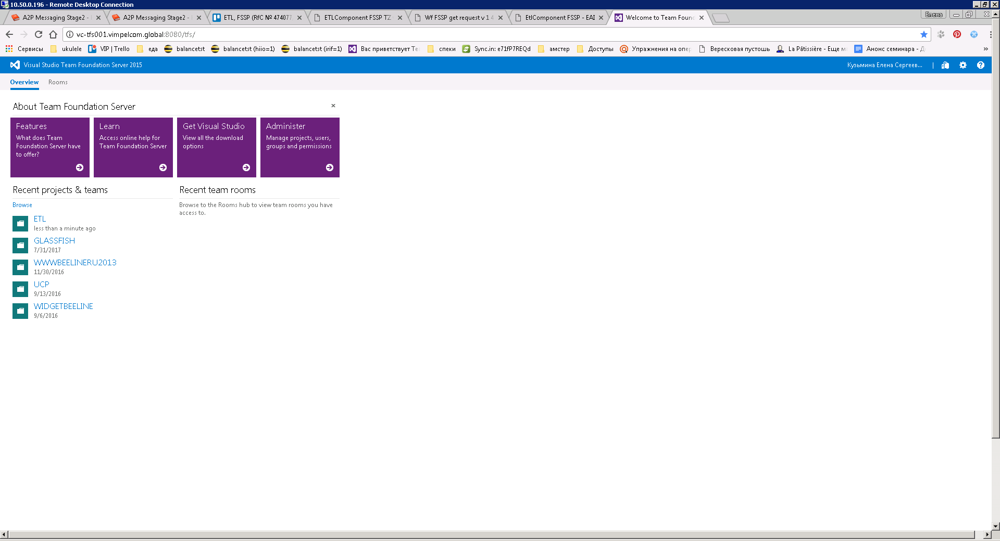 10.50.0.196 - Remote Desktop Connection
A2P Messaging Stage2 -
A2P Messaging Stage2 -
ETL, FSSP (RfC № 474077
ETLComponent FSSP TZ
Wf FSSP get request v 1 4
EtlComponent FSSP - EAI
Welcome to Team Found
Елена
vc-tfs001.vimpelcom.global:8080/tfs/
Сервисы
ukulele
VIP | Trello
еда
balancetst
balancetst (hiio=1)
balancetst (irif=1)
Вас приветствует Te
спеки
Sync.in: e71fP7REQd
амстер
Доступы
Упражнения на опер
Вересковая пустошь
La Pâtissière - Еще м
Анонс семинара - Д
»
Visual Studio Team Foundation Server 2015
Кузьмина Елена Сергеев... |
Overview
Rooms
About Team Foundation Server
Features
What does Team
Foundation Server have
to offer?
Learn
Access online help for
Team Foundation Server
Get Visual Studio
View all the download
options
Administer
Manage projects, users,
groups and permissions
Recent projects & teams
Browse
ETL
less than a minute ago
GLASSFISH
7/31/2017
WWWBEELINERU2013
11/30/2016
UCP
9/13/2016
WIDGETBEELINE
9/6/2016
Recent team rooms
Browse to the Rooms hub to view team rooms you have
access to.